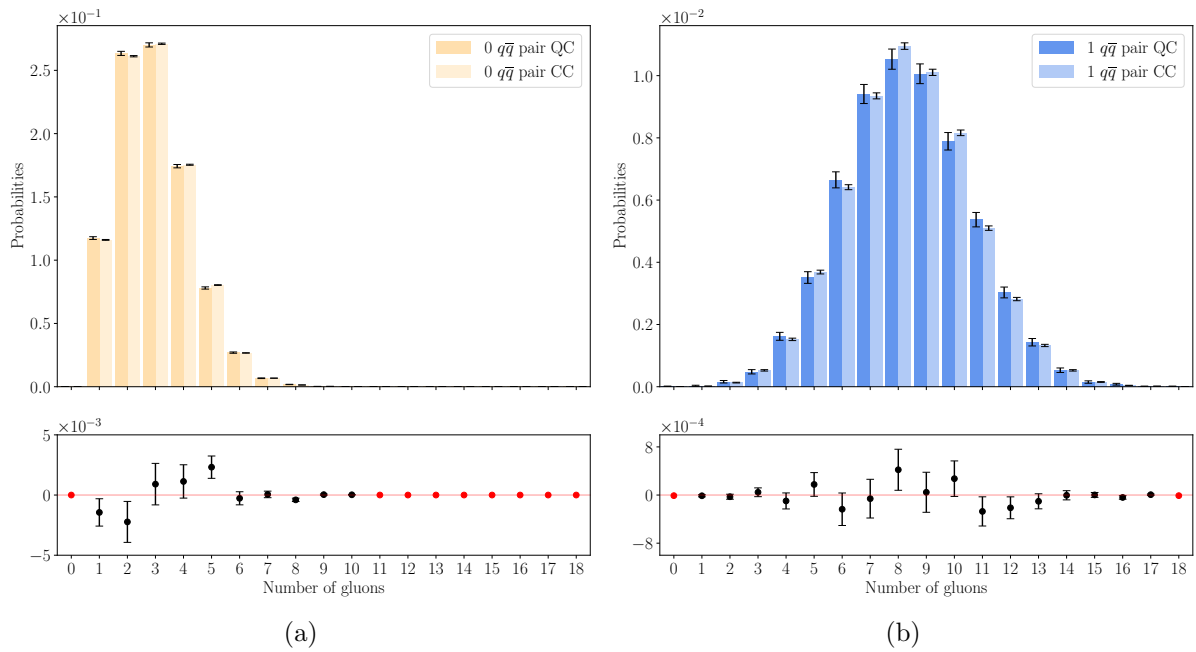 ×10⁻¹
0 qq̅ pair QC
0 qq̅ pair CC
2.5
2.0
1.5
1.0
0.5
0.0
Probabilities
×10⁻³
5
0
−5
0 1 2 3 4 5 6 7 8 9 10 11 12 13 14 15 16 17 18
Number of gluons
(a)
×10⁻²
1 qq̅ pair QC
1 qq̅ pair CC
1.0
0.8
0.6
0.4
0.2
0.0
Probabilities
×10⁻⁴
8
0
−8
0 1 2 3 4 5 6 7 8 9 10 11 12 13 14 15 16 17 18
Number of gluons
(b)